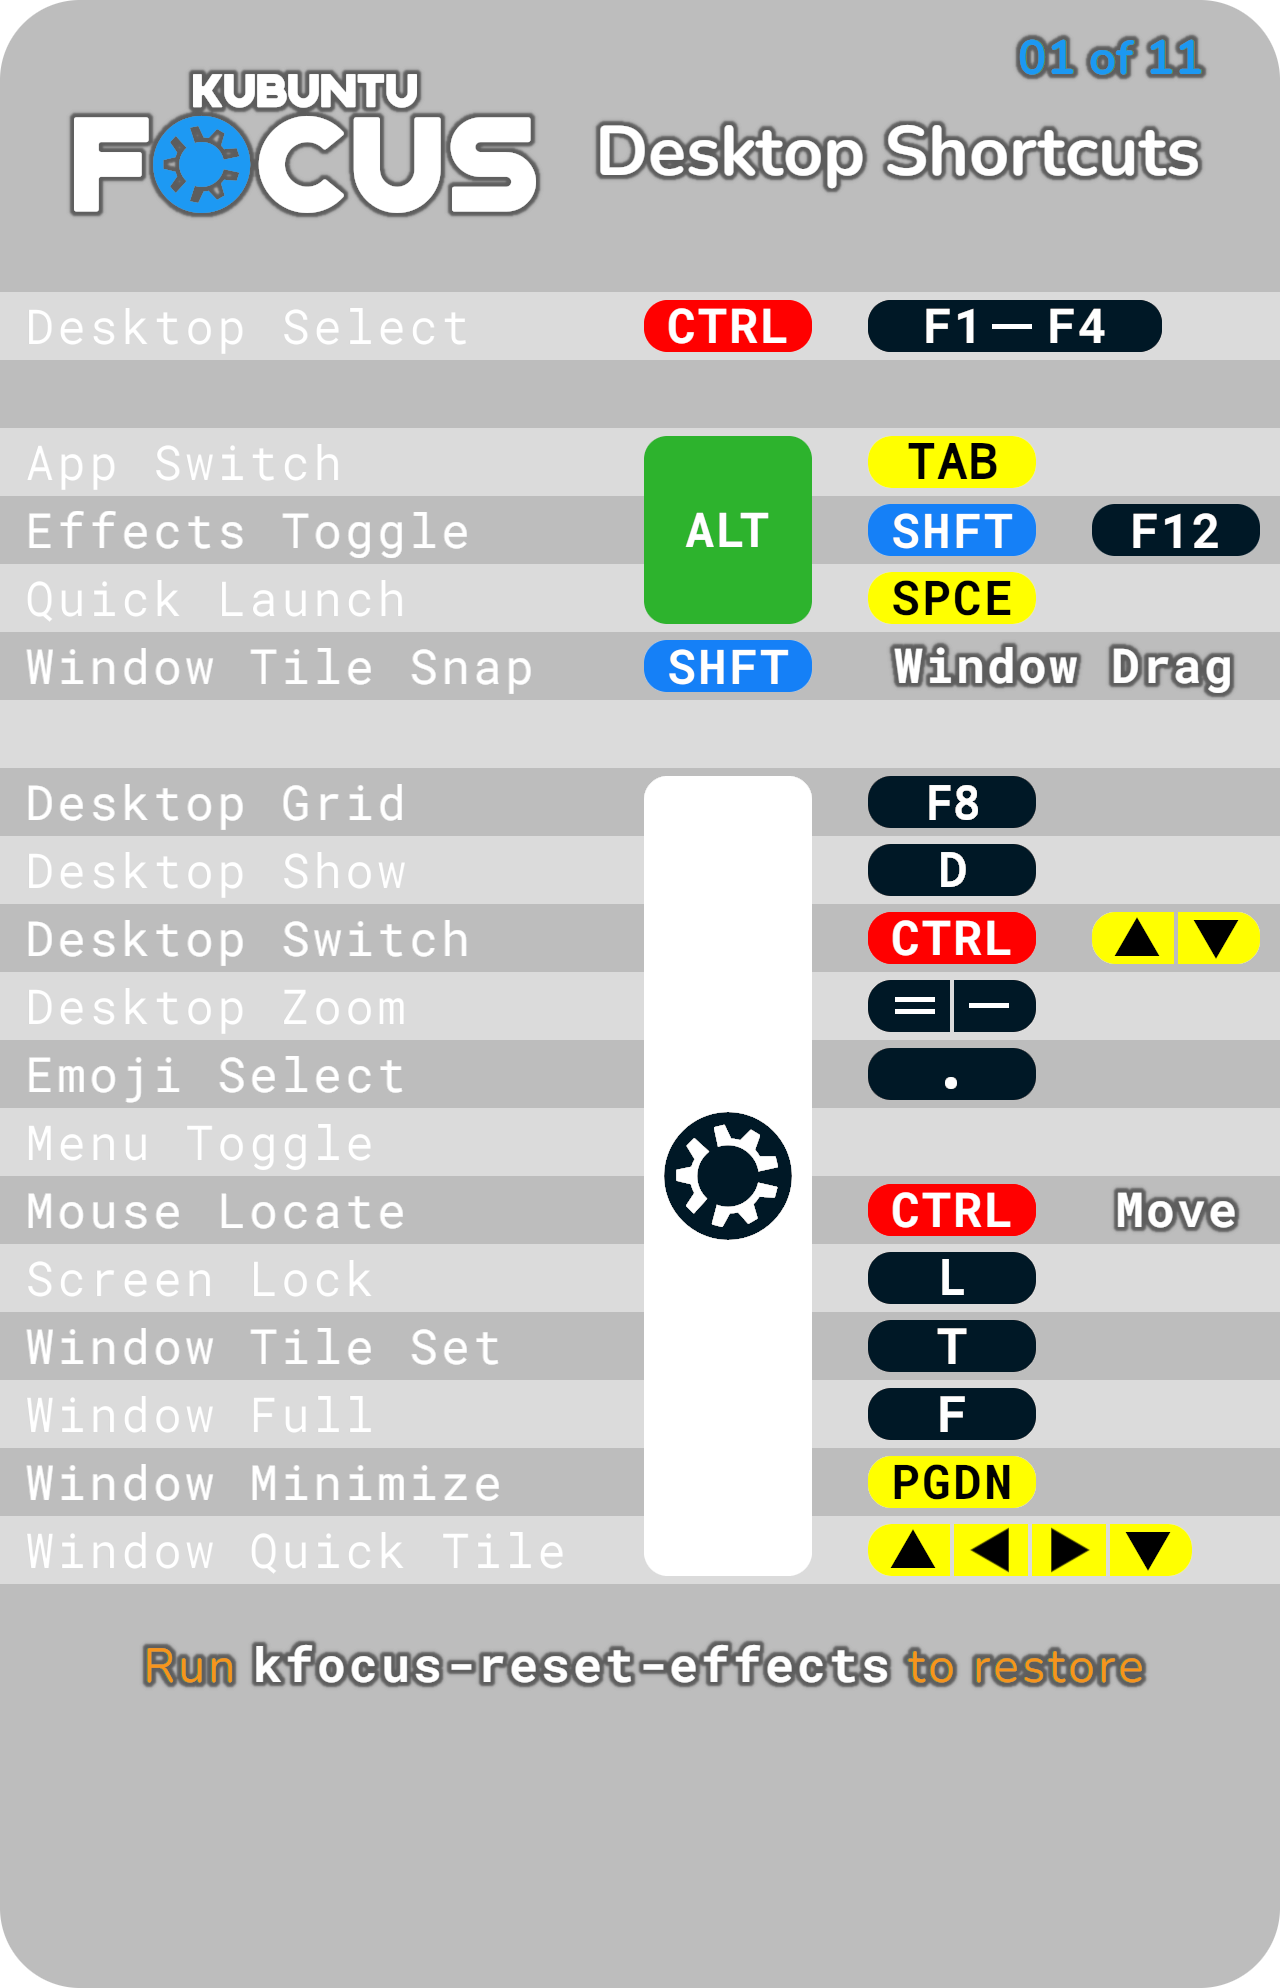 01 of 11
KUBUNTU
FOCUS
Desktop Shortcuts
Desktop Select CTRL F1 — F4
App Switch TAB
Effects Toggle ALT SHFT F12
Quick Launch SPCE
Window Tile Snap SHFT Window Drag
Desktop Grid F8
Desktop Show D
Desktop Switch CTRL ▲ ▼
Desktop Zoom = —
Emoji Select .
Menu Toggle
Mouse Locate CTRL Move
Screen Lock L
Window Tile Set T
Window Full F
Window Minimize PGDN
Window Quick Tile ▲ ◀ ▶ ▼
Run kfocus-reset-effects to restore